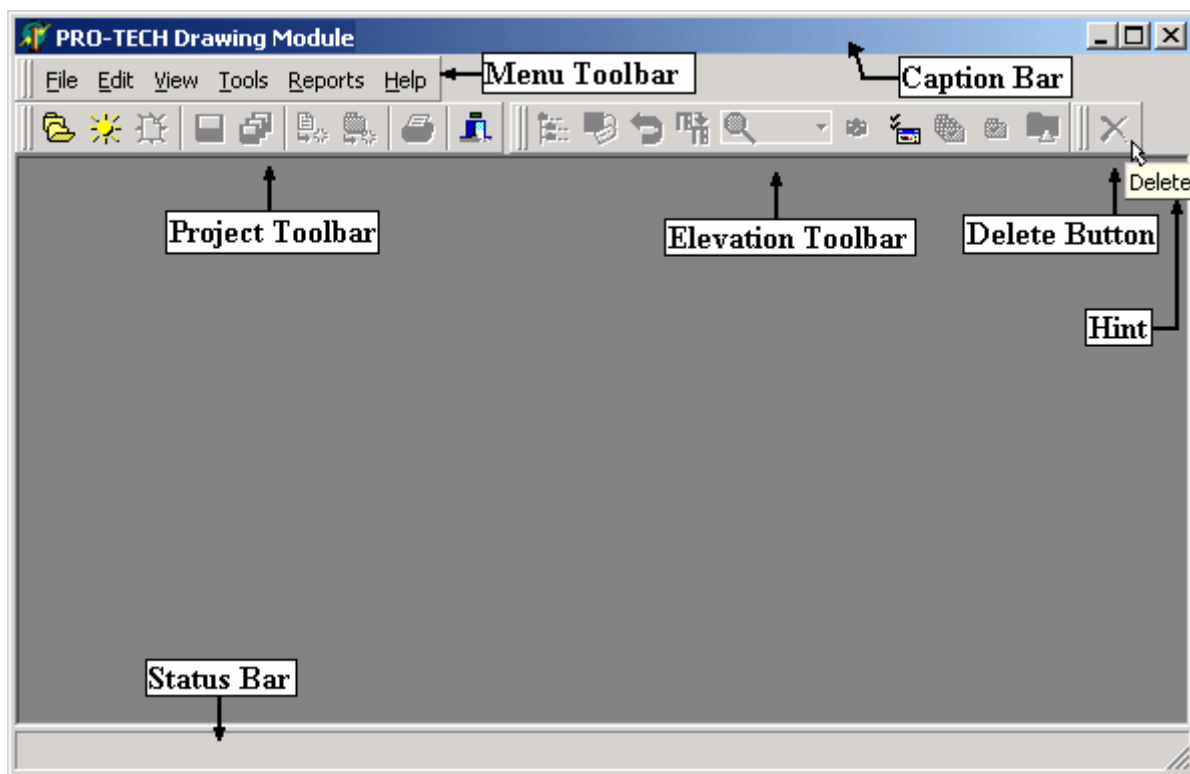 PRO-TECH Drawing Module
File Edit View Tools Reports Help
Menu Toolbar
Caption Bar
Delete
Project Toolbar
Elevation Toolbar
Delete Button
Hint
Status Bar